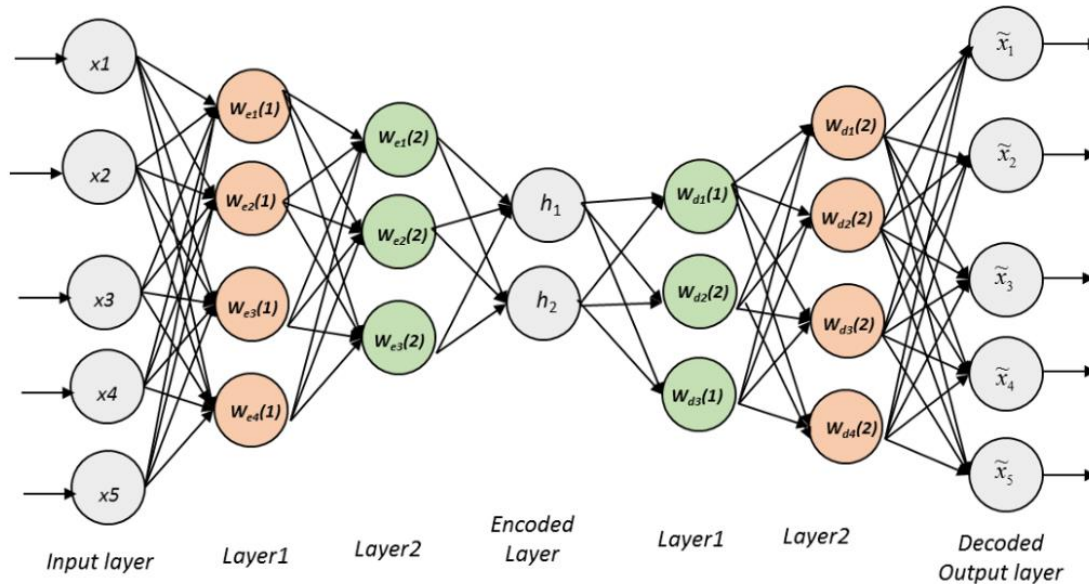 x1
x2
x3
x4
x5
Input layer
We1(1)
We2(1)
We3(1)
We4(1)
Layer1
We1(2)
We2(2)
We3(2)
Layer2
h1
h2
Encoded
Layer
Wd1(1)
Wd2(2)
Wd3(1)
Layer1
Wd1(2)
Wd2(2)
Wd3(2)
Wd4(2)
Layer2
x̃1
x̃2
x̃3
x̃4
x̃5
Decoded
Output layer